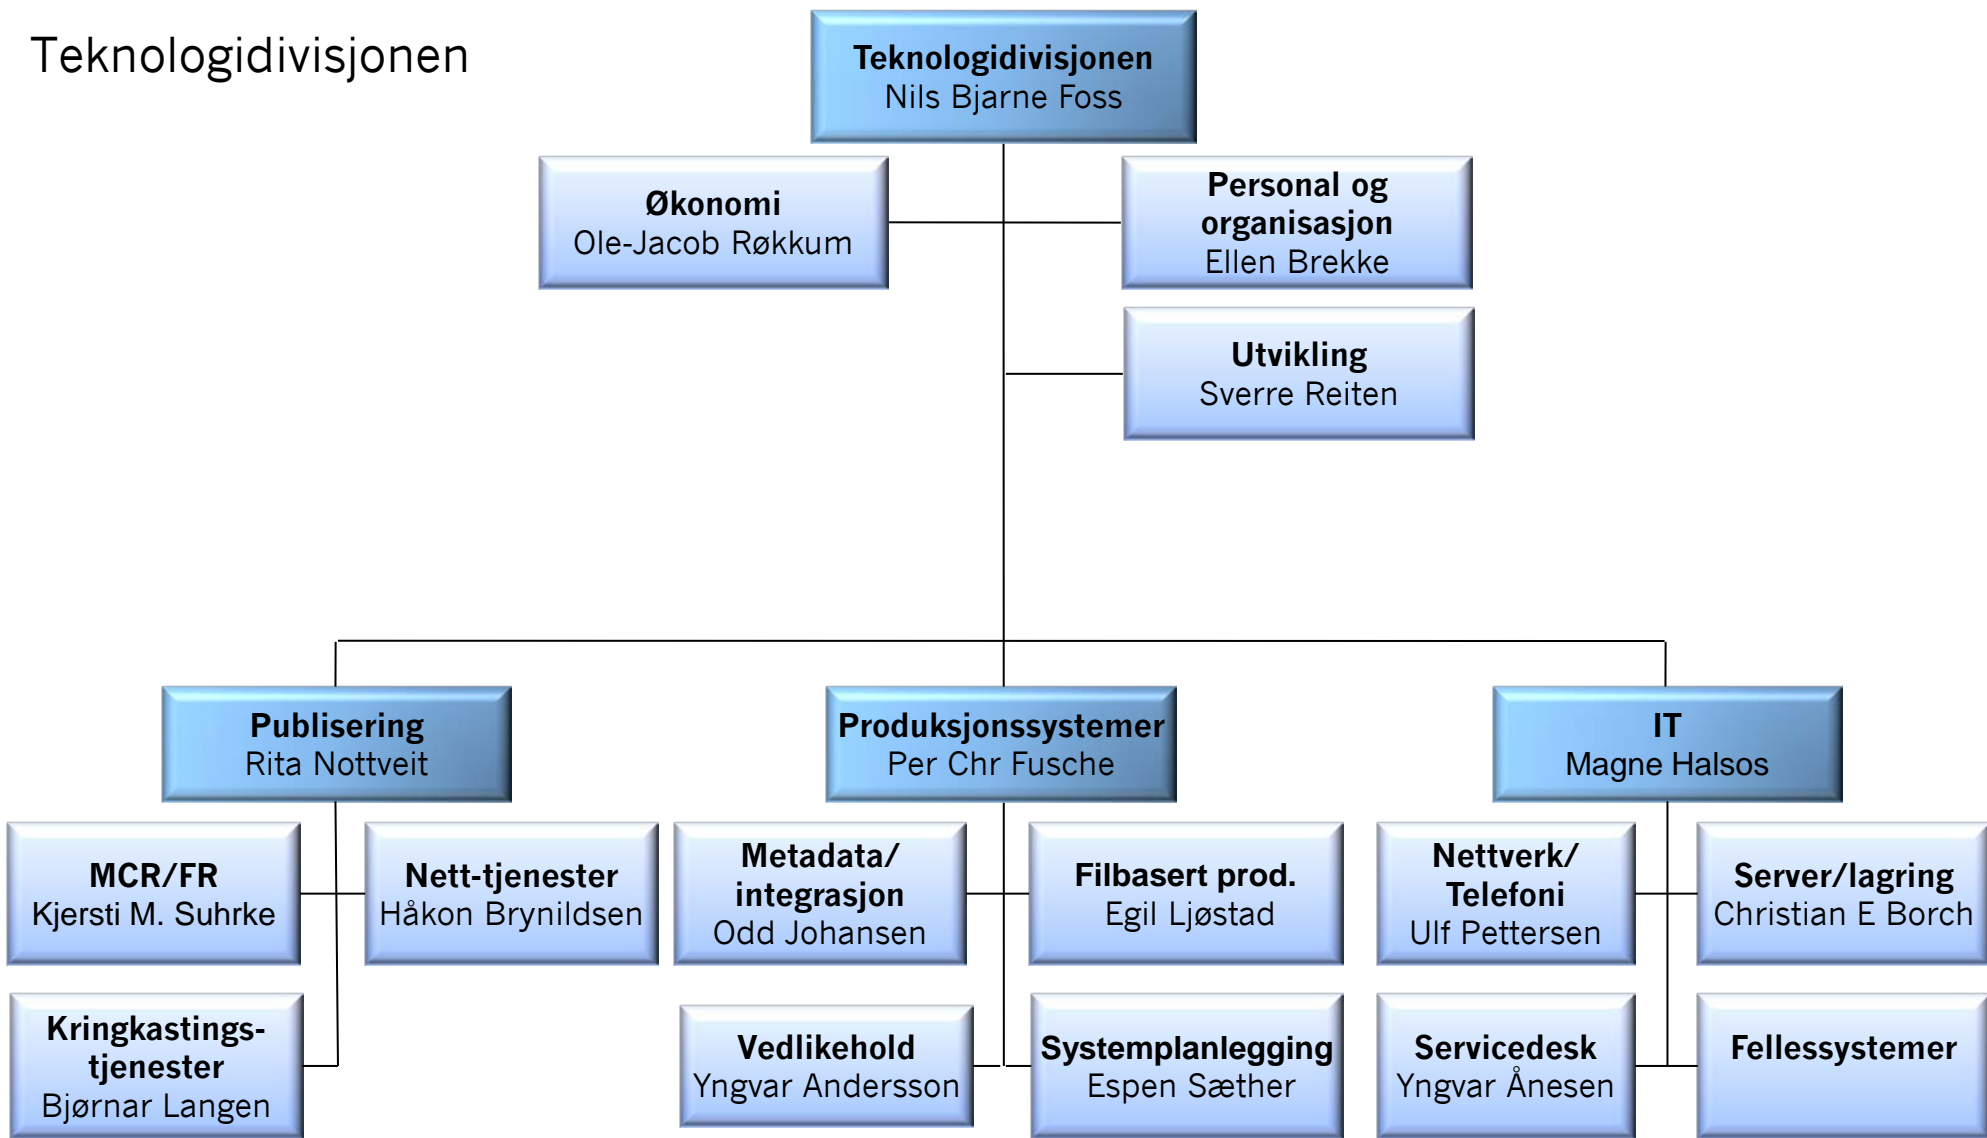 Teknologidivisjonen
Teknologidivisjonen
Nils Bjarne Foss
Økonomi
Ole-Jacob Røkkum
Personal og
organisasjon
Ellen Brekke
Utvikling
Sverre Reiten
Publisering
Rita Nottveit
Produksjonssystemer
Per Chr Fusche
IT
Magne Halsos
MCR/FR
Kjersti M. Suhrke
Nett-tjenester
Håkon Brynildsen
Metadata/
integrasjon
Odd Johansen
Filbasert prod.
Egil Ljøstad
Nettverk/
Telefoni
Ulf Pettersen
Server/lagring
Christian E Borch
Kringkastings-
tjenester
Bjørnar Langen
Vedlikehold
Yngvar Andersson
Systemplanlegging
Espen Sæther
Servicedesk
Yngvar Ånesen
Fellessystemer